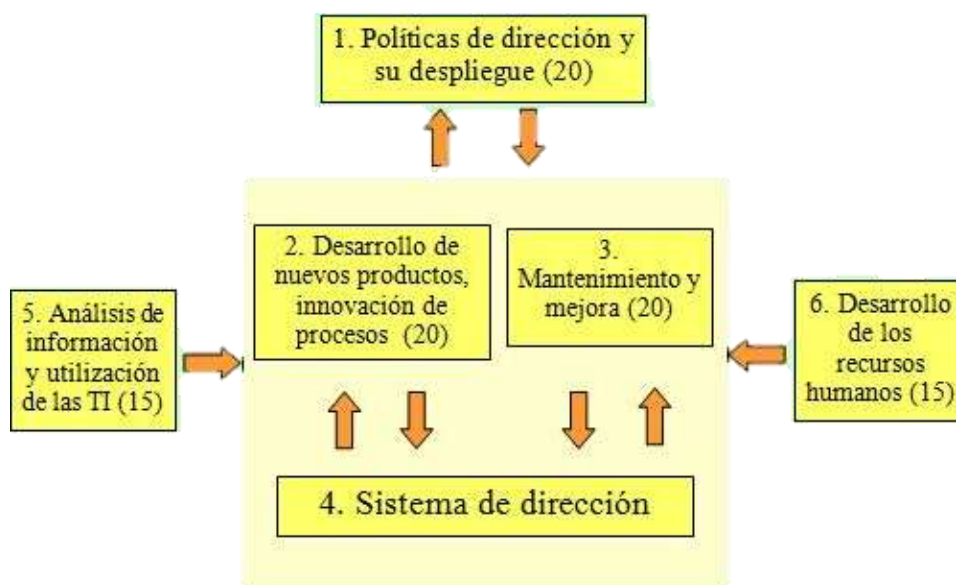 1. Políticas de dirección y
su despliegue (20)
2. Desarrollo de
nuevos productos,
innovación de
procesos (20)
3.
Mantenimiento y
mejora (20)
5. Análisis de
información
y utilización
de las TI (15)
6. Desarrollo
de los
recursos
humanos (15)
4. Sistema de dirección